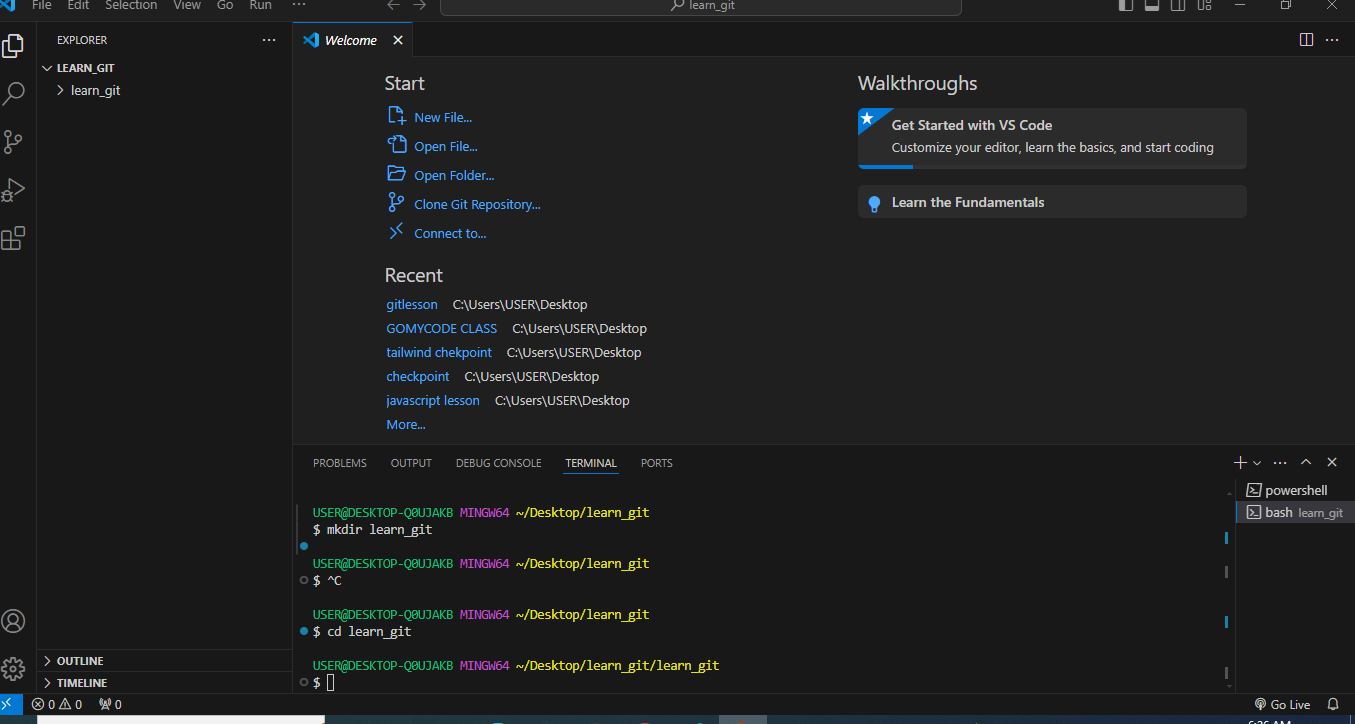 File Edit Selection View Go Run ··· learn_git
EXPLORER ···
LEARN_GIT
learn_git
OUTLINE
TIMELINE
Welcome
Start
New File...
Open File...
Open Folder...
Clone Git Repository...
Connect to...
Recent
gitlesson C:\Users\USER\Desktop
GOMYCODE CLASS C:\Users\USER\Desktop
tailwind chekpoint C:\Users\USER\Desktop
checkpoint C:\Users\USER\Desktop
javascript lesson C:\Users\USER\Desktop
More...
Walkthroughs
Get Started with VS Code
Customize your editor, learn the basics, and start coding
Learn the Fundamentals
PROBLEMS OUTPUT DEBUG CONSOLE TERMINAL PORTS
USER@DESKTOP-Q0UJAKB MINGW64 ~/Desktop/learn_git
$ mkdir learn_git
USER@DESKTOP-Q0UJAKB MINGW64 ~/Desktop/learn_git
$ ^C
USER@DESKTOP-Q0UJAKB MINGW64 ~/Desktop/learn_git
$ cd learn_git
USER@DESKTOP-Q0UJAKB MINGW64 ~/Desktop/learn_git/learn_git
$
powershell
bash learn_git
0 0 0 Go Live